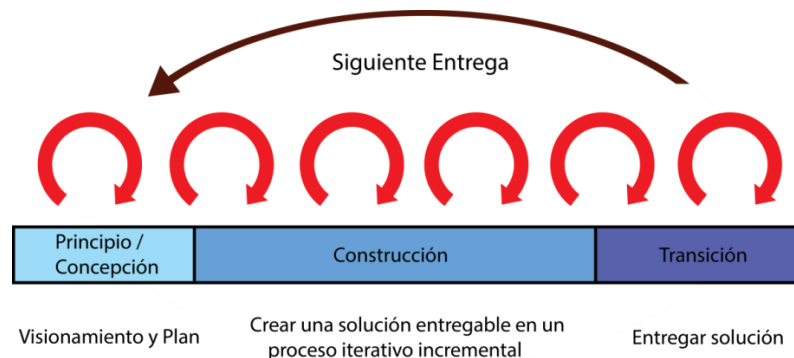 Siguiente Entrega
Principio /
Concepción
Construcción
Transición
Visionamiento y Plan
Crear una solución entregable en un
proceso iterativo incremental
Entregar solución